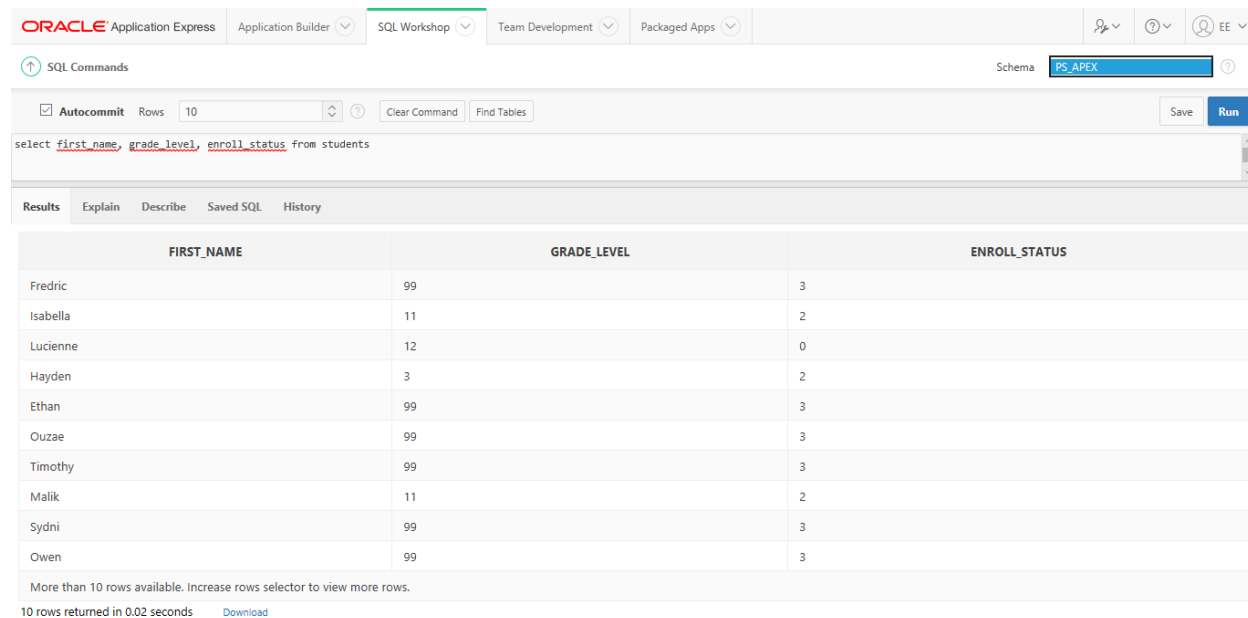 ORACLE Application Express Application Builder SQL Workshop Team Development Packaged Apps EE
SQL Commands Schema PS_APEX
Autocommit Rows 10 Clear Command Find Tables Save Run
select first_name, grade_level, enroll_status from students
Results Explain Describe Saved SQL History
FIRST_NAME GRADE_LEVEL ENROLL_STATUS
Fredric 99 3
Isabella 11 2
Lucienne 12 0
Hayden 3 2
Ethan 99 3
Ouzae 99 3
Timothy 99 3
Malik 11 2
Sydni 99 3
Owen 99 3
More than 10 rows available. Increase rows selector to view more rows.
10 rows returned in 0.02 seconds Download